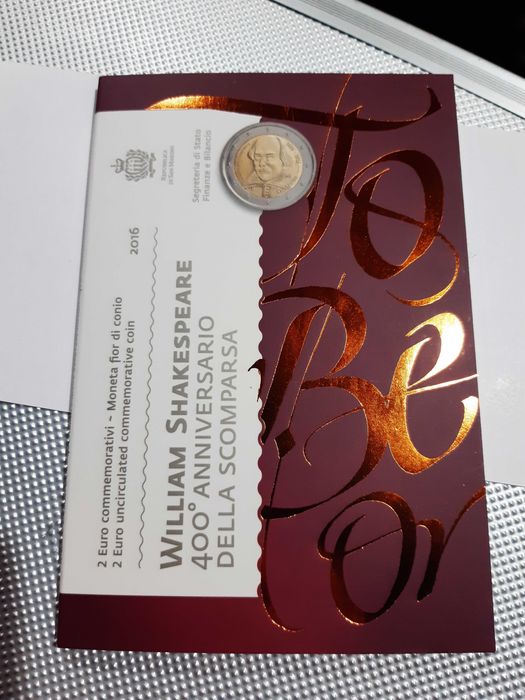 REPUBBLICA
DI SAN MARINO
Segreteria di Stato
Finanze e Bilancio
2 Euro commemorativi ~ Moneta fior di conio
2 Euro uncirculated commemorative coin
2016
WILLIAM SHAKESPEARE
400° ANNIVERSARIO
DELLA SCOMPARSA
To
Be
or